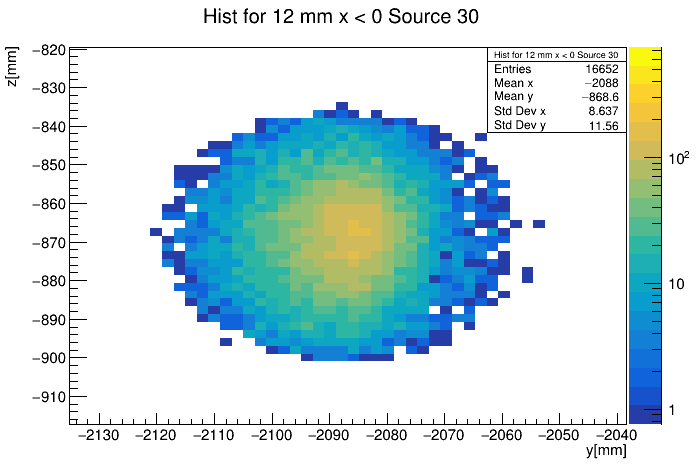 Hist for 12 mm x < 0 Source 30
z[mm]
−820
−830
−840
−850
−860
−870
−880
−890
−900
−910
Hist for 12 mm x < 0 Source 30
Entries 16652
Mean x −2088
Mean y −868.6
Std Dev x 8.637
Std Dev y 11.56
10²
10
1
−2130 −2120 −2110 −2100 −2090 −2080 −2070 −2060 −2050 −2040
y[mm]